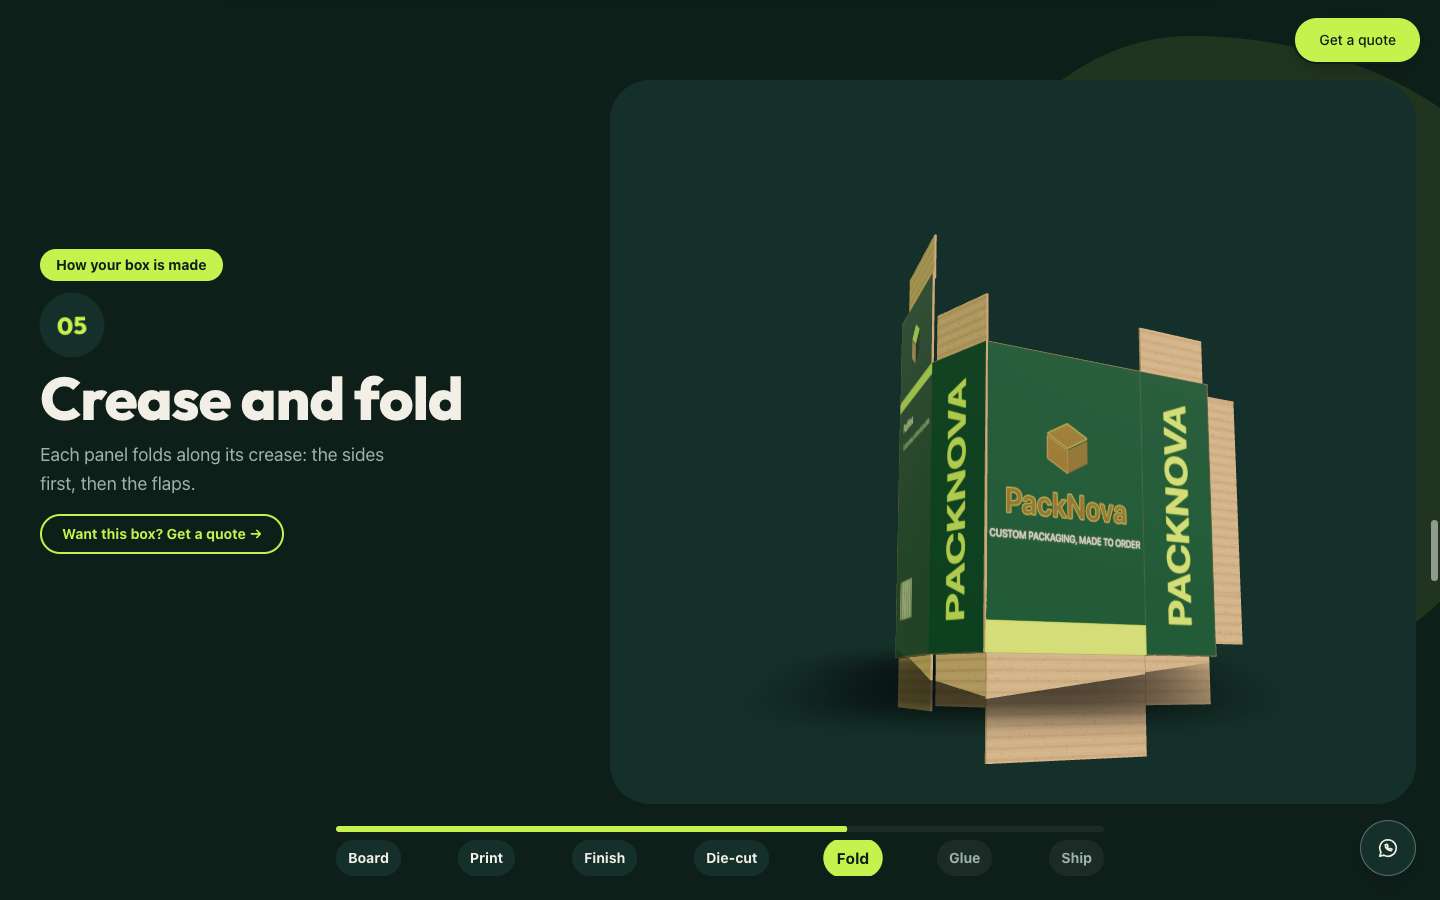 Get a quote
How your box is made
05
Crease and fold
Each panel folds along its crease: the sides
first, then the flaps.
Want this box? Get a quote →
PACKNOVA
PackNova
CUSTOM PACKAGING, MADE TO ORDER
PACKNOVA
Board
Print
Finish
Die-cut
Fold
Glue
Ship